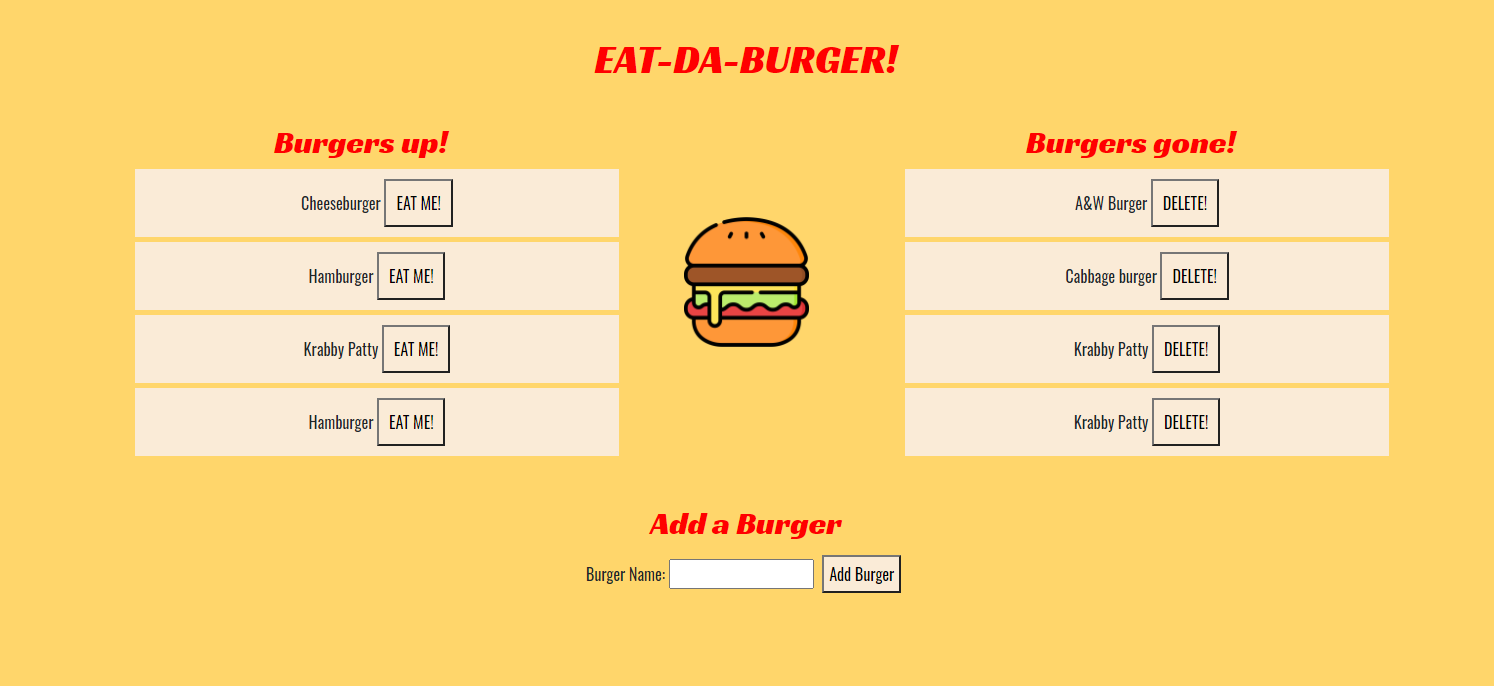 EAT-DA-BURGER!
Burgers up!
Cheeseburger EAT ME!
Hamburger EAT ME!
Krabby Patty EAT ME!
Hamburger EAT ME!
Burgers gone!
A&W Burger DELETE!
Cabbage burger DELETE!
Krabby Patty DELETE!
Krabby Patty DELETE!
Add a Burger
Burger Name: Add Burger